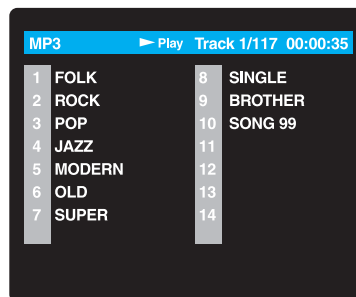 MP3 ► Play Track 1/117 00:00:35
1 FOLK
2 ROCK
3 POP
4 JAZZ
5 MODERN
6 OLD
7 SUPER
8 SINGLE
9 BROTHER
10 SONG 99
11
12
13
14